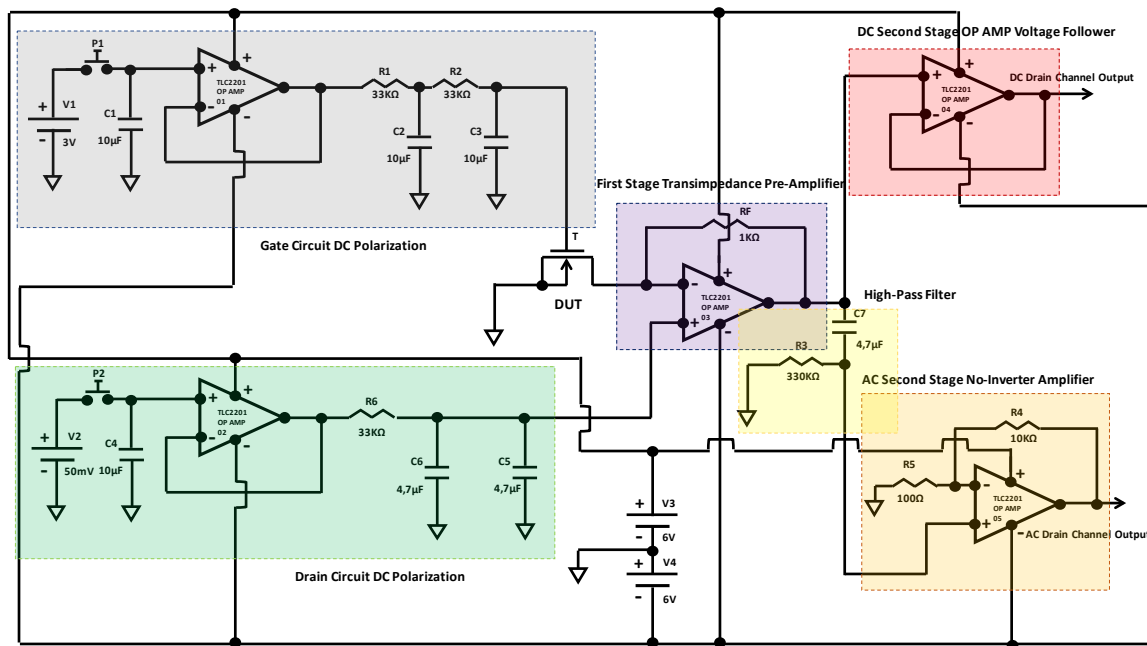 DC Second Stage OP AMP Voltage Follower
P1
+
+
TLC2201
OP AMP
01
-
-
R1
33KΩ
R2
33KΩ
+
V1
-
3V
C1
10µF
C2
10µF
C3
10µF
Gate Circuit DC Polarization
+
+
TLC2201
OP AMP
04
-
-
DC Drain Channel Output
First Stage Transimpedance Pre-Amplifier
RF
1KΩ
T
DUT
+
-
TLC2201
OP AMP
03
+
-
High-Pass Filter
C7
4,7µF
R3
330KΩ
P2
+
+
TLC2201
OP AMP
02
-
-
R6
33KΩ
+
V2
-
50mV
C4
10µF
C6
4,7µF
C5
4,7µF
Drain Circuit DC Polarization
+
V3
-
6V
+
V4
-
6V
AC Second Stage No-Inverter Amplifier
R4
10KΩ
R5
100Ω
+
-
TLC2201
OP AMP
05
+
-
AC Drain Channel Output